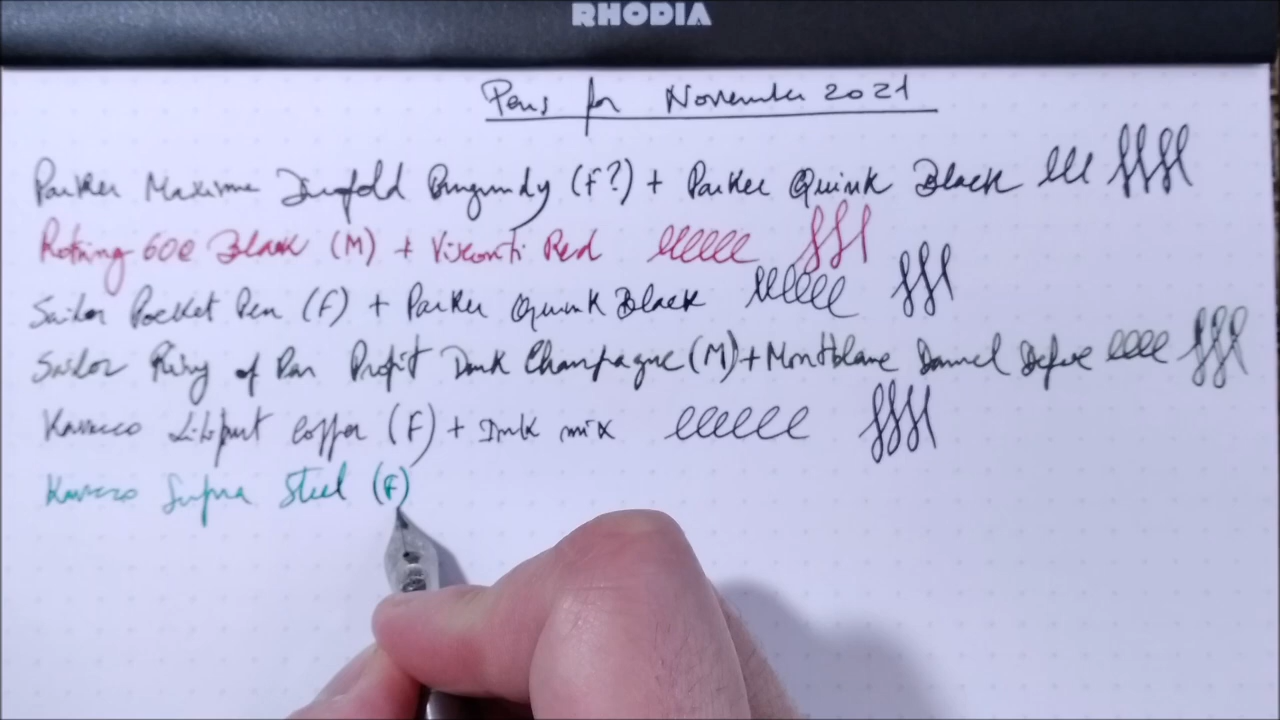 RHODIA
Pens for November 2021
Parker Maxima Duofold Burgundy (F?) + Parker Quink Black
Rotring 600 Black (M) + Visconti Red
Sailor Pocket Pen (F) + Parker Quink Black
Sailor King of Pen Profit Dark Champagne (M) + Montblanc Daniel Defoe
Kaweco Liliput Copper (F) + Ink mix
Kaweco Supra Steel (F)